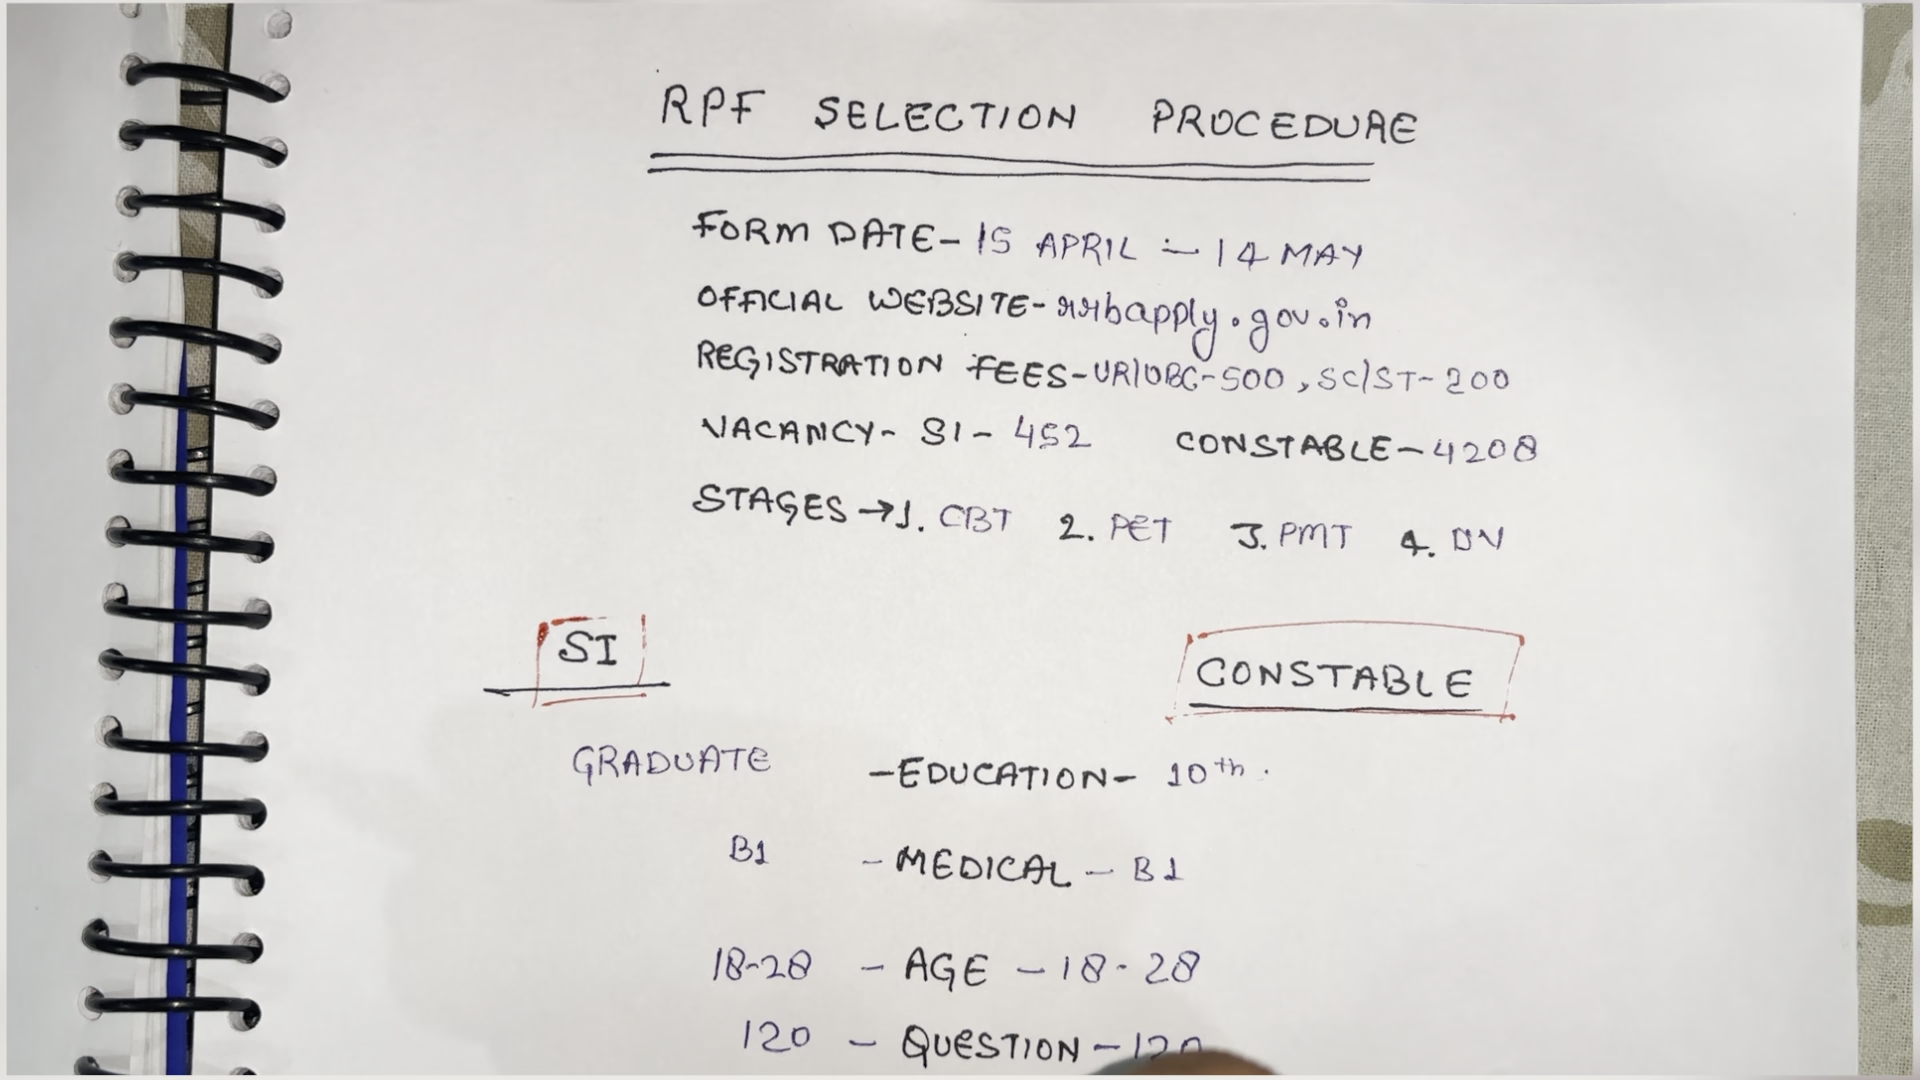 RPF SELECTION PROCEDURE
FORM DATE- 15 APRIL - 14 MAY
OFFICIAL WEBSITE- rrbapply.gov.in
REGISTRATION FEES-UR/OBC-500, SC/ST-200
VACANCY- SI- 452 CONSTABLE-4208
STAGES → 1. CBT 2. PET 3. PMT 4. DV
SI CONSTABLE
GRADUATE -EDUCATION- 10th.
B1 - MEDICAL - B1
18-28 - AGE - 18-28
120 - QUESTION - 120